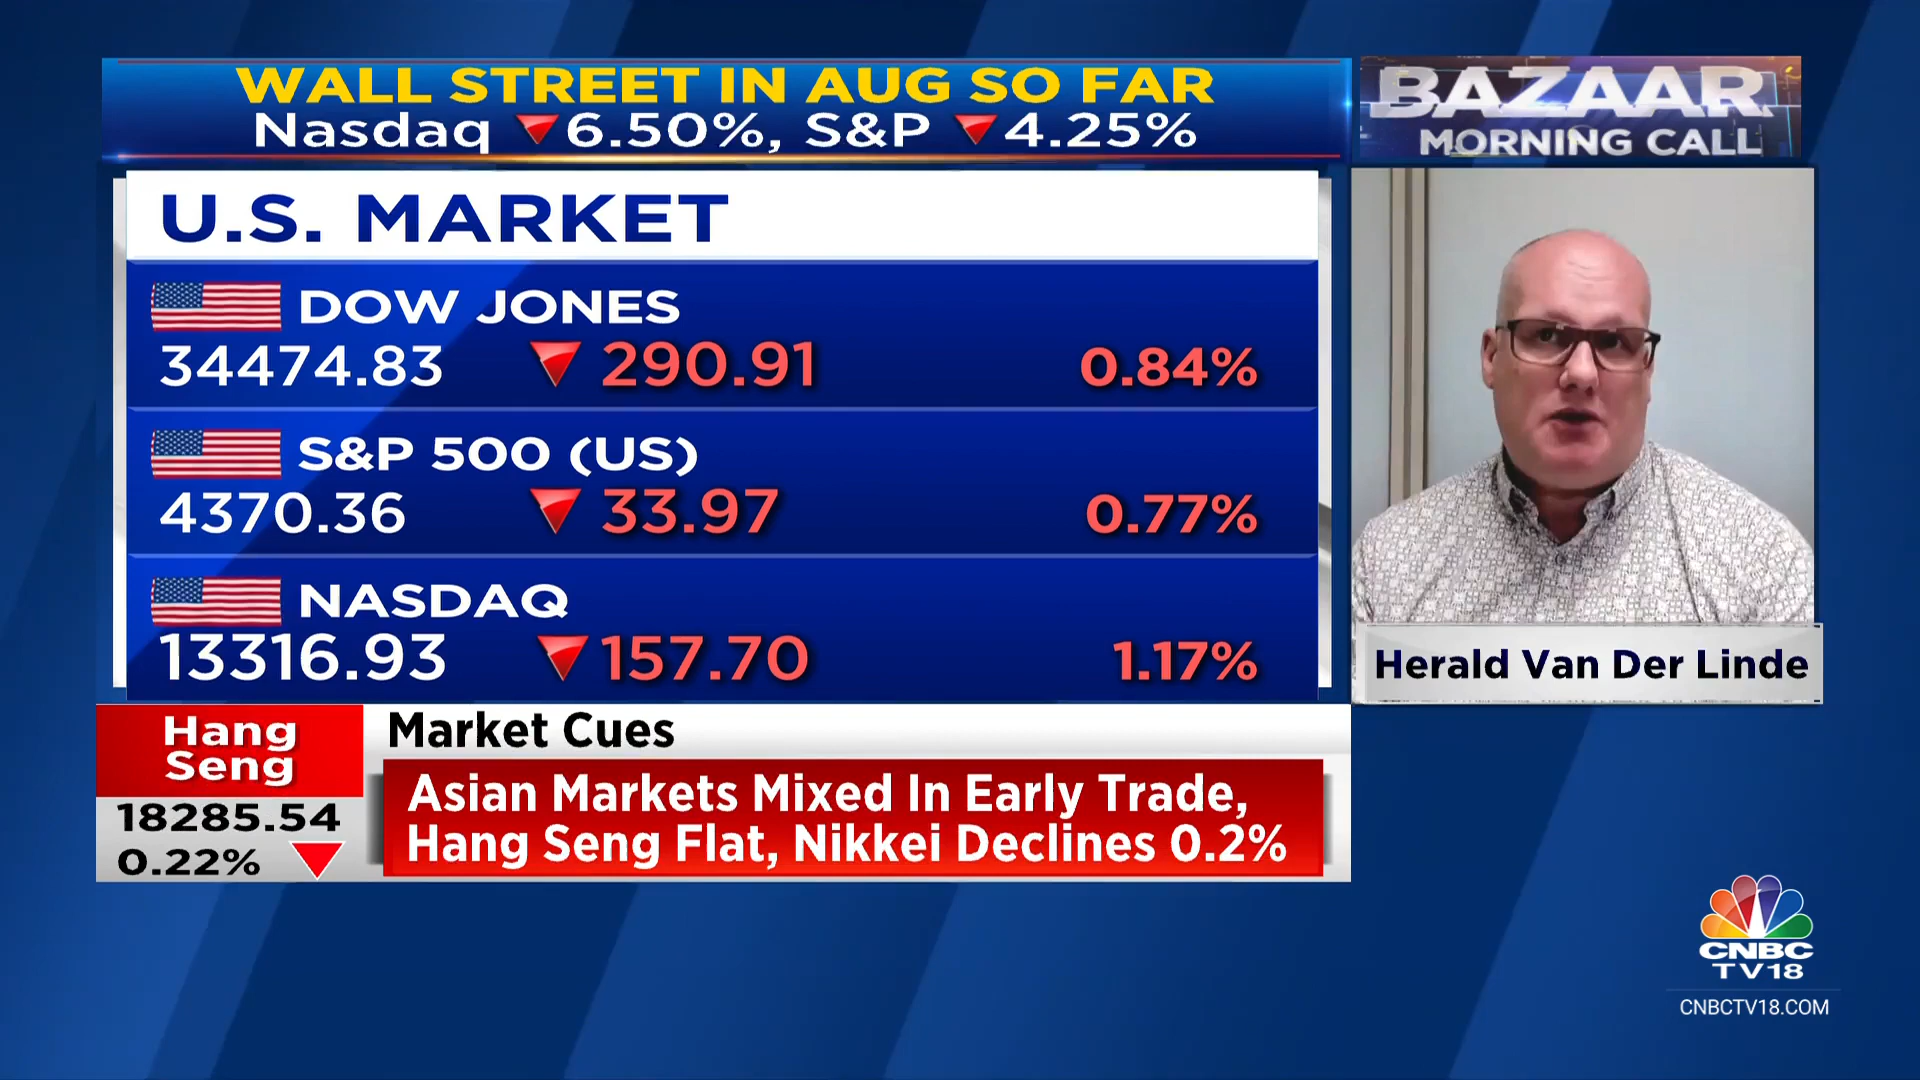 WALL STREET IN AUG SO FAR
Nasdaq ▼6.50%, S&P ▼4.25%
BAZAAR
MORNING CALL
U.S. MARKET
DOW JONES
34474.83 ▼ 290.91 0.84%
S&P 500 (US)
4370.36 ▼ 33.97 0.77%
NASDAQ
13316.93 ▼ 157.70 1.17%
Herald Van Der Linde
Hang
Seng
18285.54
0.22% ▼
Market Cues
Asian Markets Mixed In Early Trade,
Hang Seng Flat, Nikkei Declines 0.2%
CNBC
TV18
CNBCTV18.COM